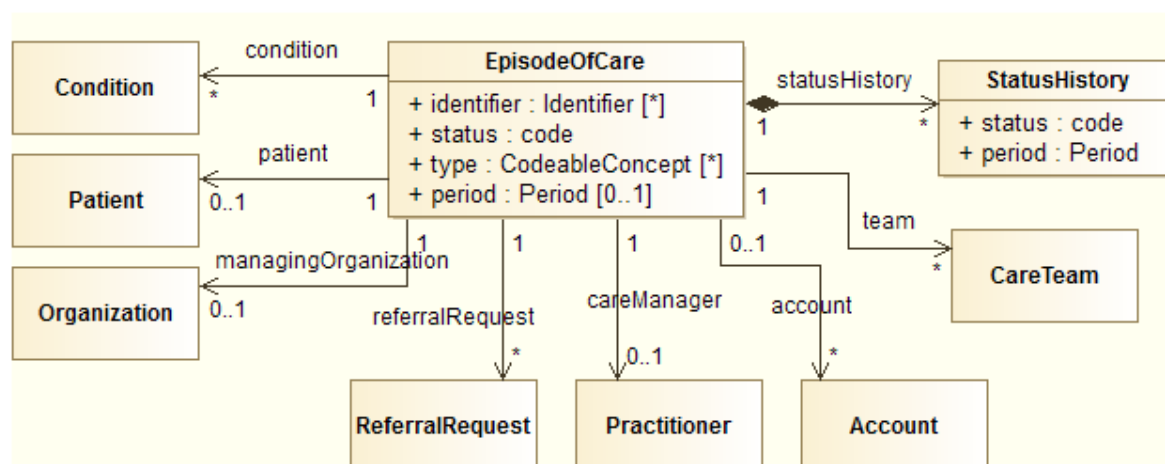 condition
EpisodeOfCare
statusHistory
StatusHistory
Condition
+ identifier : Identifier [*]
+ status : code
+ type : CodeableConcept [*]
+ period : Period [0..1]
+ status : code
+ period : Period
*
1
1
*
patient
Patient
0..1
1
1
team
*
CareTeam
managingOrganization
1
1
1
0..1
Organization
0..1
referralRequest
careManager
account
*
0..1
*
ReferralRequest
Practitioner
Account